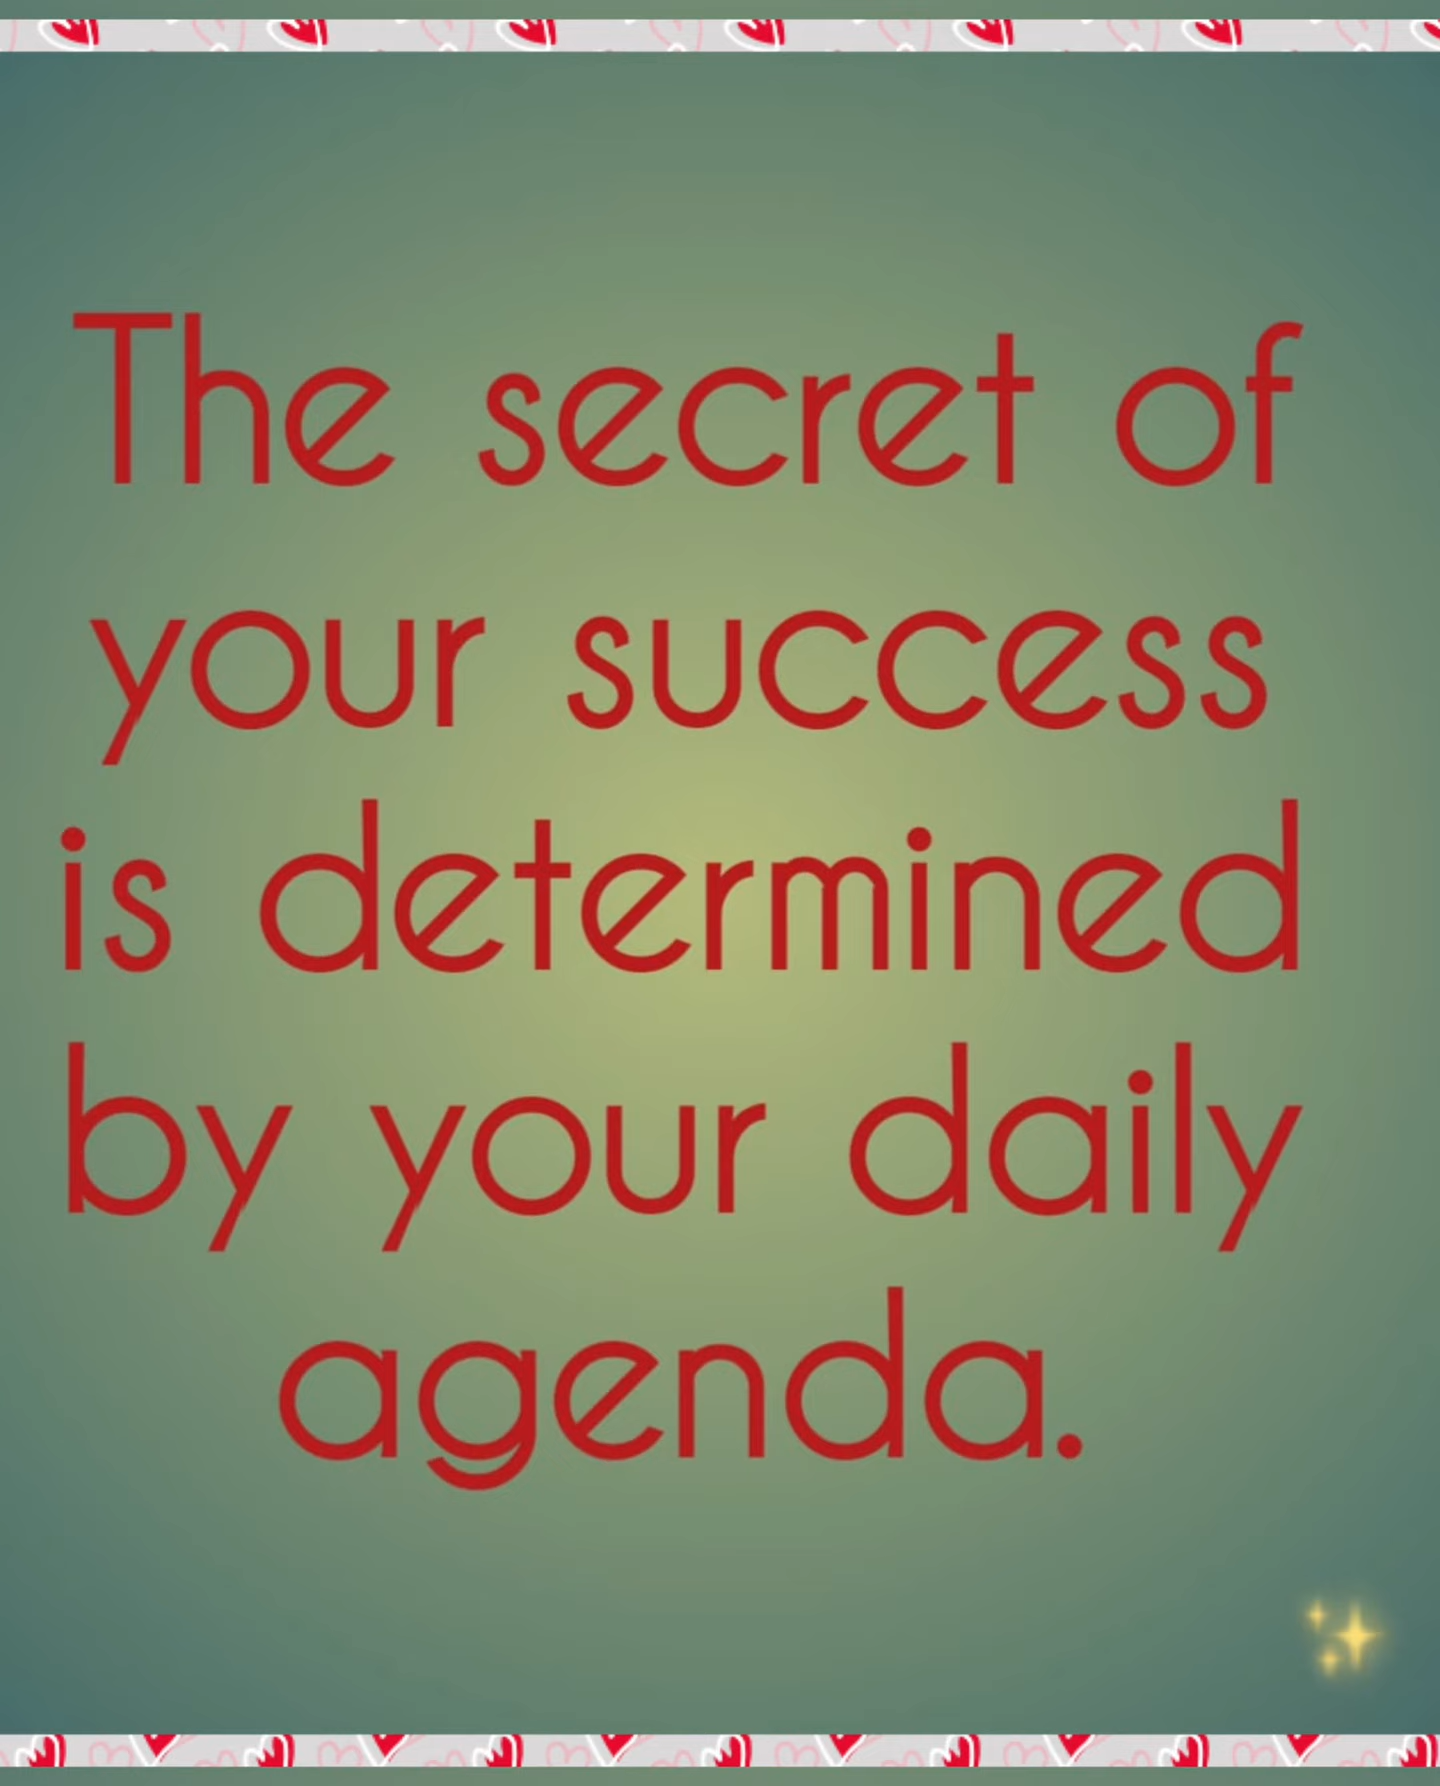 The secret of
your success
is determined
by your daily
agenda.